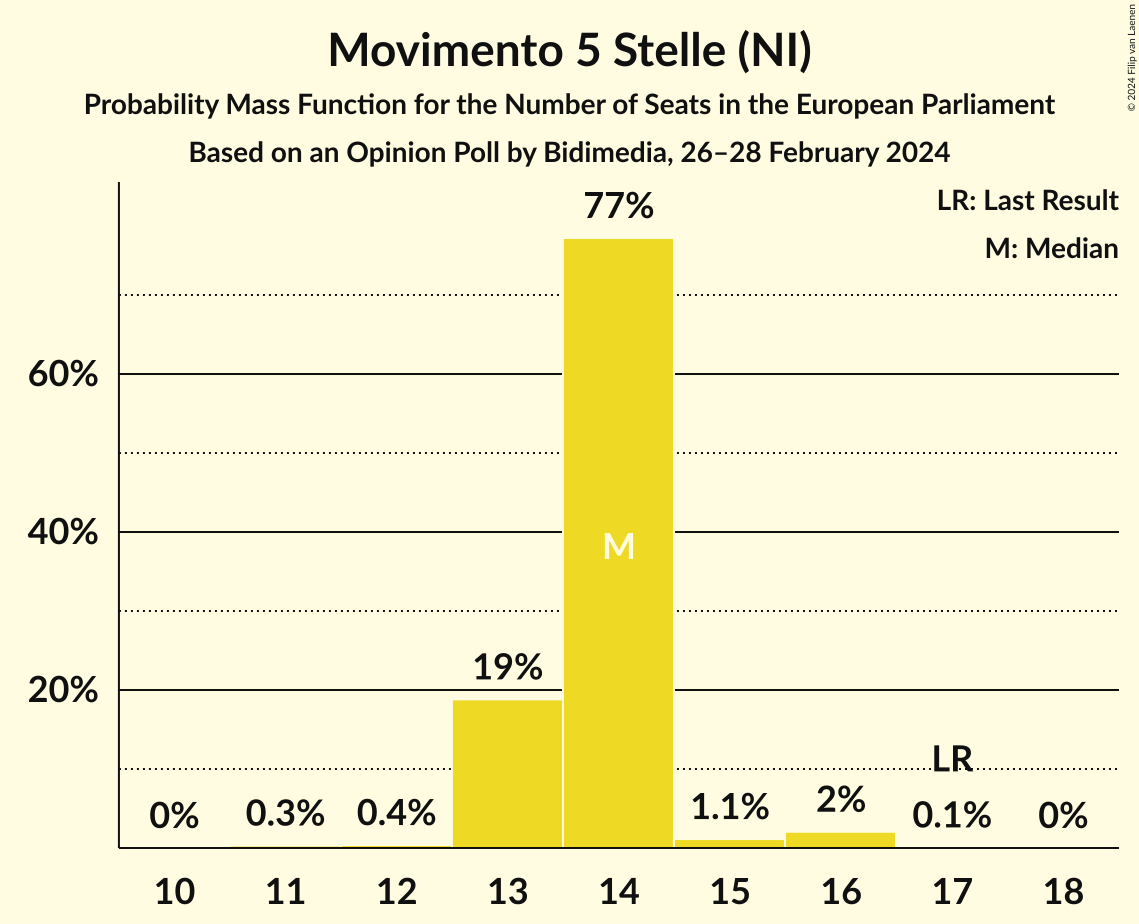 © 2024 Filip van Laenen
Movimento 5 Stelle (NI)
Probability Mass Function for the Number of Seats in the European Parliament
Based on an Opinion Poll by Bidimedia, 26–28 February 2024
LR: Last Result
M: Median
77%
60%
40%
M
20%
19%
LR
0%
0.3%
0.4%
1.1%
2%
0.1%
0%
10 11 12 13 14 15 16 17 18